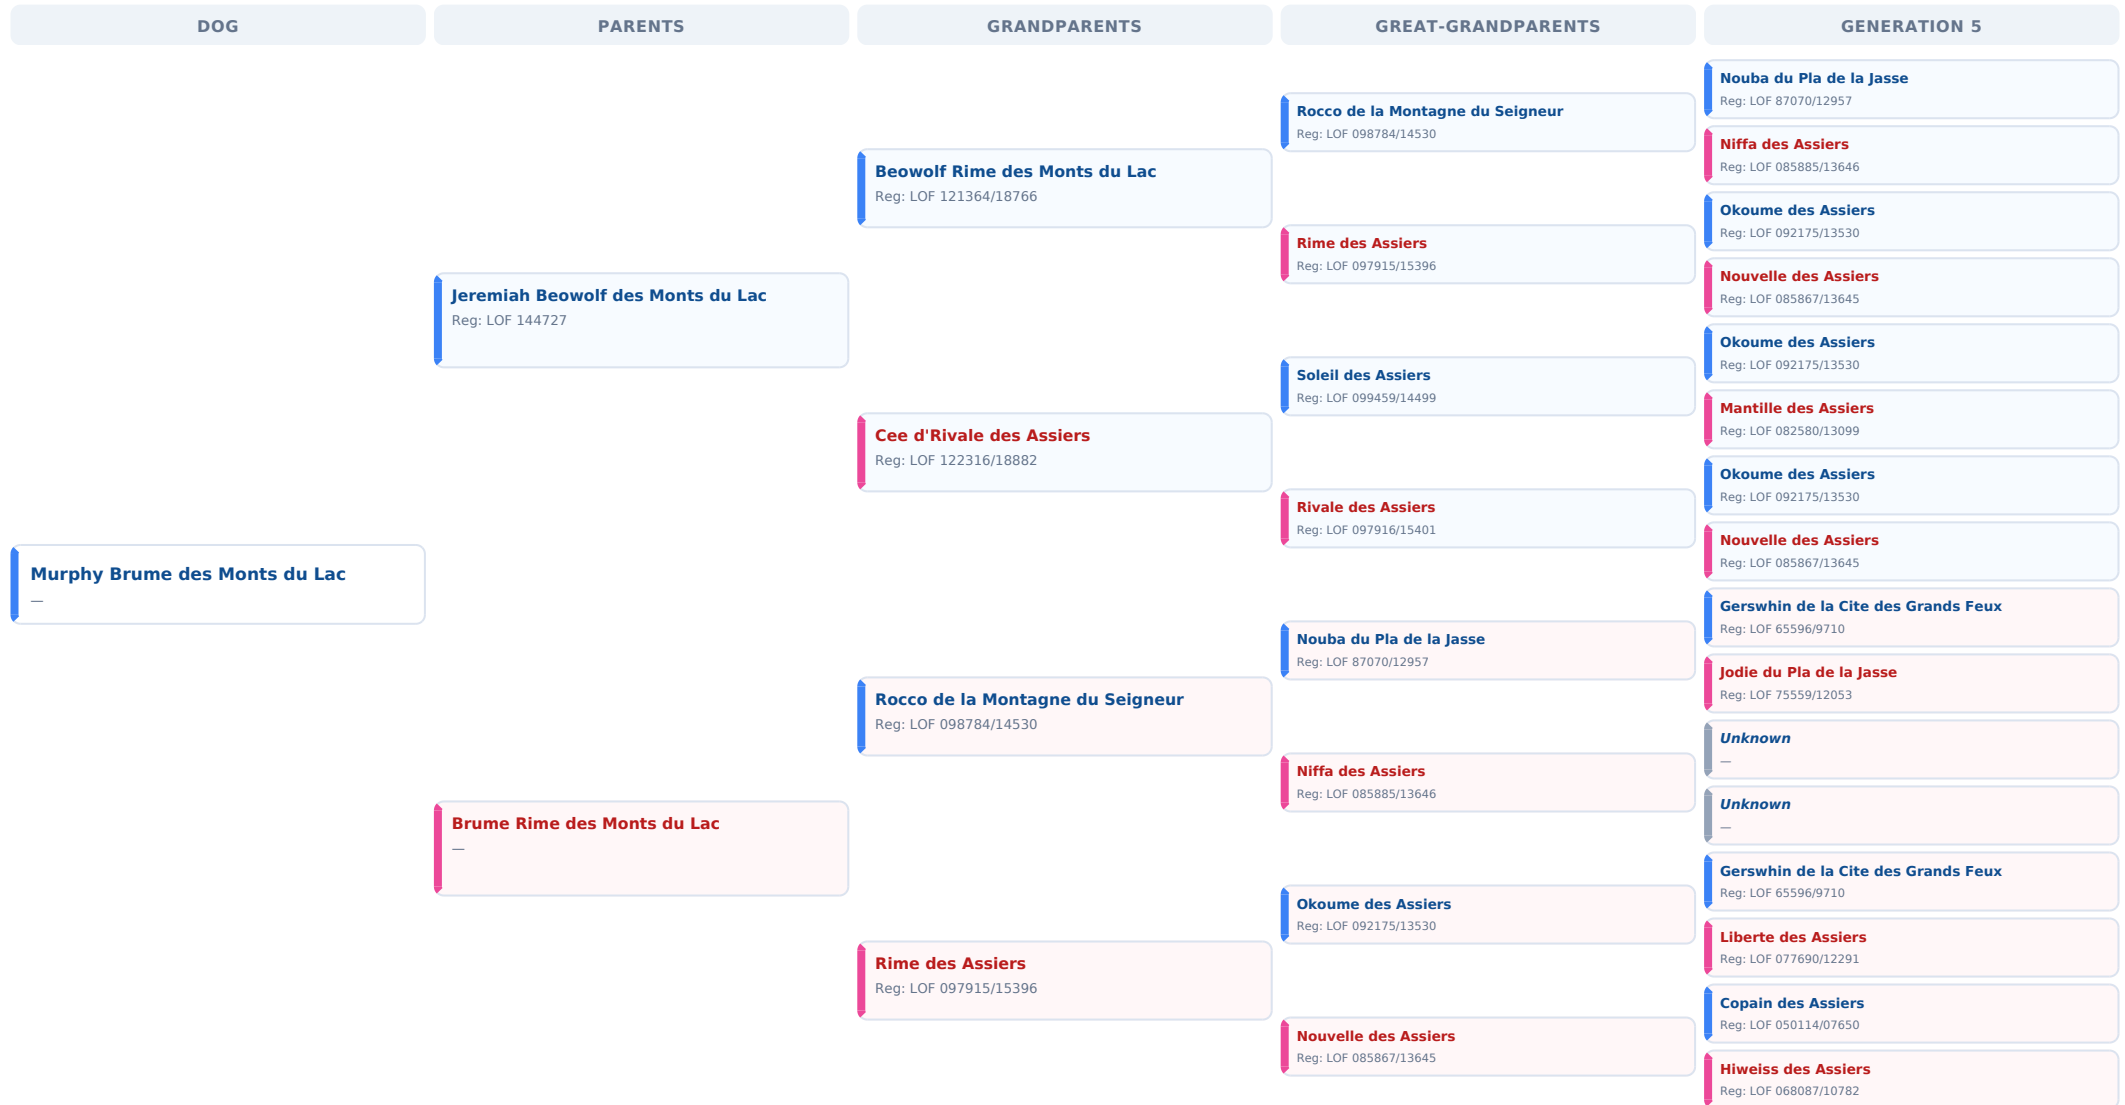 DOG
PARENTS
GRANDPARENTS
GREAT-GRANDPARENTS
GENERATION 5
Murphy Brume des Monts du Lac
—
Jeremiah Beowolf des Monts du Lac
Reg: LOF 144727
Brume Rime des Monts du Lac
—
Beowolf Rime des Monts du Lac
Reg: LOF 121364/18766
Cee d'Rivale des Assiers
Reg: LOF 122316/18882
Rocco de la Montagne du Seigneur
Reg: LOF 098784/14530
Rime des Assiers
Reg: LOF 097915/15396
Rocco de la Montagne du Seigneur
Reg: LOF 098784/14530
Rime des Assiers
Reg: LOF 097915/15396
Soleil des Assiers
Reg: LOF 099459/14499
Rivale des Assiers
Reg: LOF 097916/15401
Nouba du Pla de la Jasse
Reg: LOF 87070/12957
Niffa des Assiers
Reg: LOF 085885/13646
Okoume des Assiers
Reg: LOF 092175/13530
Nouvelle des Assiers
Reg: LOF 085867/13645
Nouba du Pla de la Jasse
Reg: LOF 87070/12957
Niffa des Assiers
Reg: LOF 085885/13646
Okoume des Assiers
Reg: LOF 092175/13530
Nouvelle des Assiers
Reg: LOF 085867/13645
Okoume des Assiers
Reg: LOF 092175/13530
Mantille des Assiers
Reg: LOF 082580/13099
Okoume des Assiers
Reg: LOF 092175/13530
Nouvelle des Assiers
Reg: LOF 085867/13645
Gerswhin de la Cite des Grands Feux
Reg: LOF 65596/9710
Jodie du Pla de la Jasse
Reg: LOF 75559/12053
Unknown
—
Unknown
—
Gerswhin de la Cite des Grands Feux
Reg: LOF 65596/9710
Liberte des Assiers
Reg: LOF 077690/12291
Copain des Assiers
Reg: LOF 050114/07650
Hiweiss des Assiers
Reg: LOF 068087/10782